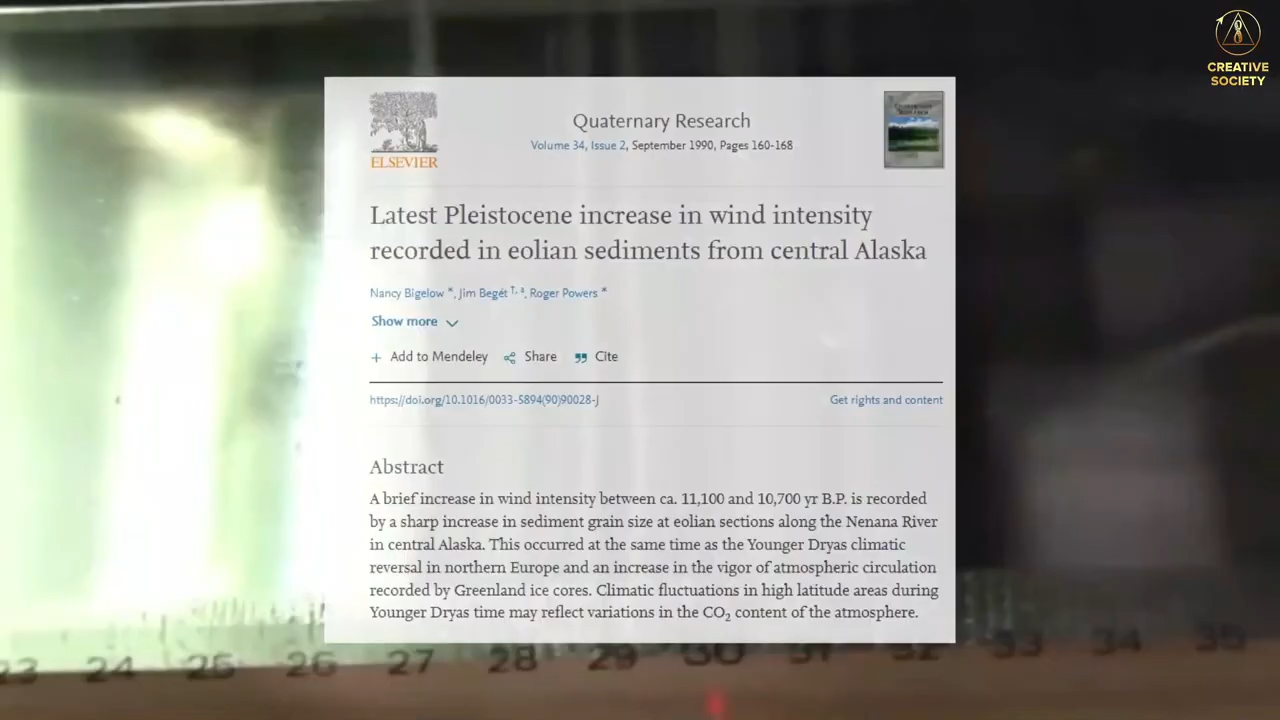 CREATIVE
SOCIETY
ELSEVIER
Quaternary Research
Volume 34, Issue 2, September 1990, Pages 160-168
Latest Pleistocene increase in wind intensity
recorded in eolian sediments from central Alaska
Nancy Bigelow *, Jim Begét †, a, Roger Powers *
Show more
+ Add to Mendeley Share Cite
https://doi.org/10.1016/0033-5894(90)90028-J
Get rights and content
Abstract
A brief increase in wind intensity between ca. 11,100 and 10,700 yr B.P. is recorded
by a sharp increase in sediment grain size at eolian sections along the Nenana River
in central Alaska. This occurred at the same time as the Younger Dryas climatic
reversal in northern Europe and an increase in the vigor of atmospheric circulation
recorded by Greenland ice cores. Climatic fluctuations in high latitude areas during
Younger Dryas time may reflect variations in the CO₂ content of the atmosphere.
23 24 25 26 27 28 29 30 31 32 33 34 35